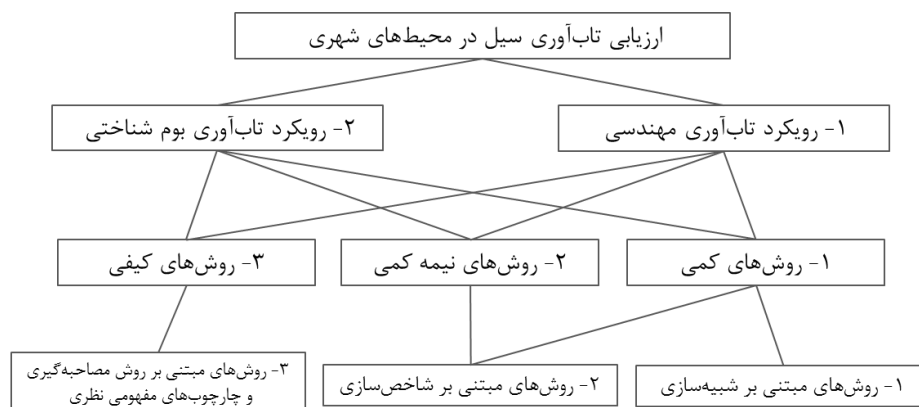 ارزیابی تاب‌آوری سیل در محیط‌های شهری
۱- رویکرد تاب‌آوری مهندسی
۲- رویکرد تاب‌آوری بوم شناختی
۱- روش‌های کمی
۲- روش‌های نیمه کمی
۳- روش‌های کیفی
۱- روش‌های مبتنی بر شبیه‌سازی
۲- روش‌های مبتنی بر شاخص‌سازی
۳- روش‌های مبتنی بر روش مصاحبه‌گیری
و چارچوب‌های مفهومی نظری